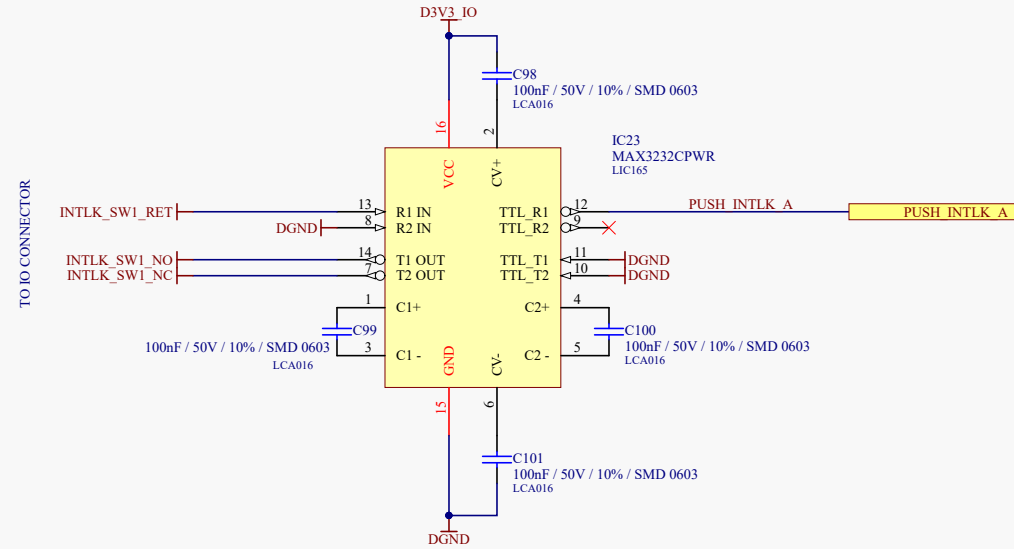 D3V3_IO
C98
100nF / 50V / 10% / SMD 0603
LCA016
16
2
IC23
MAX3232CPWR
LIC165
VCC
CV+
TO IO CONNECTOR
INTLK_SW1_RET
13
R1 IN
TTL_R1
12
PUSH_INTLK_A
PUSH_INTLK_A
DGND
8
R2 IN
TTL_R2
9
INTLK_SW1_NO
14
T1 OUT
TTL_T1
11
DGND
INTLK_SW1_NC
7
T2 OUT
TTL_T2
10
DGND
1
C1+
C2+
4
C99
100nF / 50V / 10% / SMD 0603
LCA016
C100
100nF / 50V / 10% / SMD 0603
LCA016
3
C1 -
C2 -
5
GND
CV-
15
6
C101
100nF / 50V / 10% / SMD 0603
LCA016
DGND